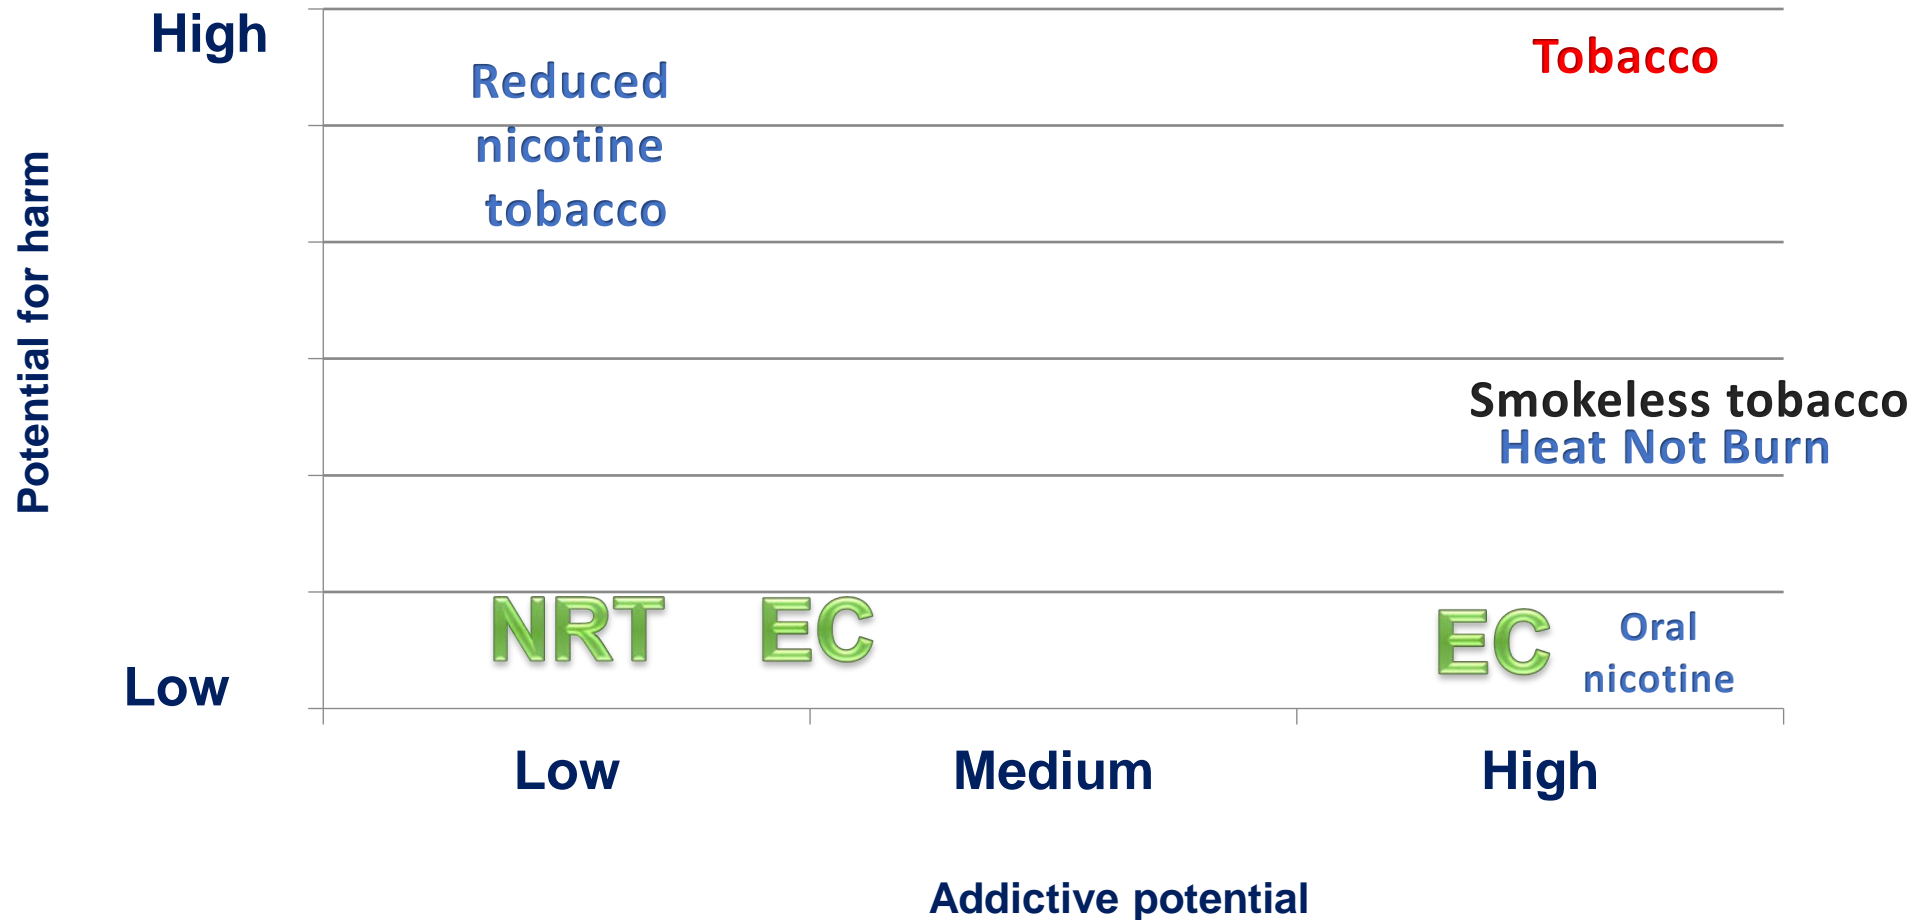 High
Tobacco
Reduced
nicotine
tobacco
Potential for harm
Smokeless tobacco
Heat Not Burn
NRT
EC
EC
Oral
nicotine
Low
Low
Medium
High
Addictive potential